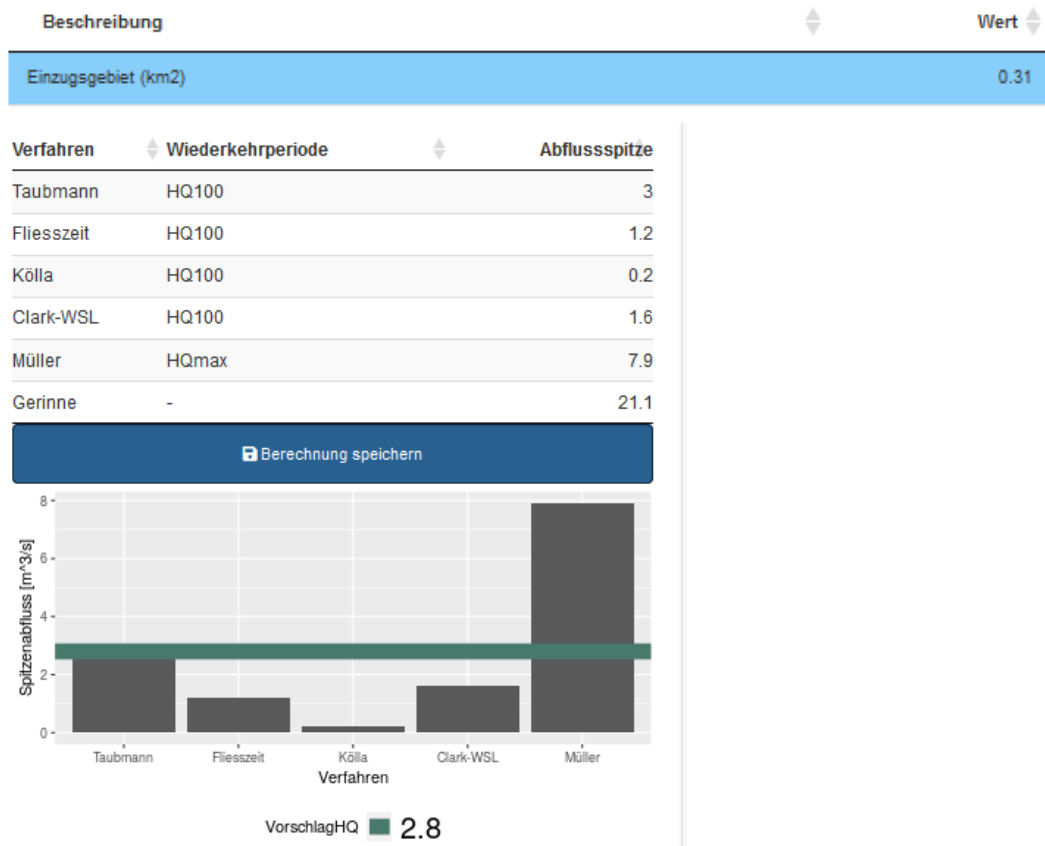 Beschreibung Wert
Einzugsgebiet (km2) 0.31
Verfahren Wiederkehrperiode Abflussspitze
Taubmann HQ100 3
Fliesszeit HQ100 1.2
Kölla HQ100 0.2
Clark-WSL HQ100 1.6
Müller HQmax 7.9
Gerinne - 21.1
Berechnung speichern
8
6
4
2
0
Spitzenabfluss [m^3/s]
Taubmann Fliesszeit Kölla Clark-WSL Müller
Verfahren
VorschlagHQ 2.8